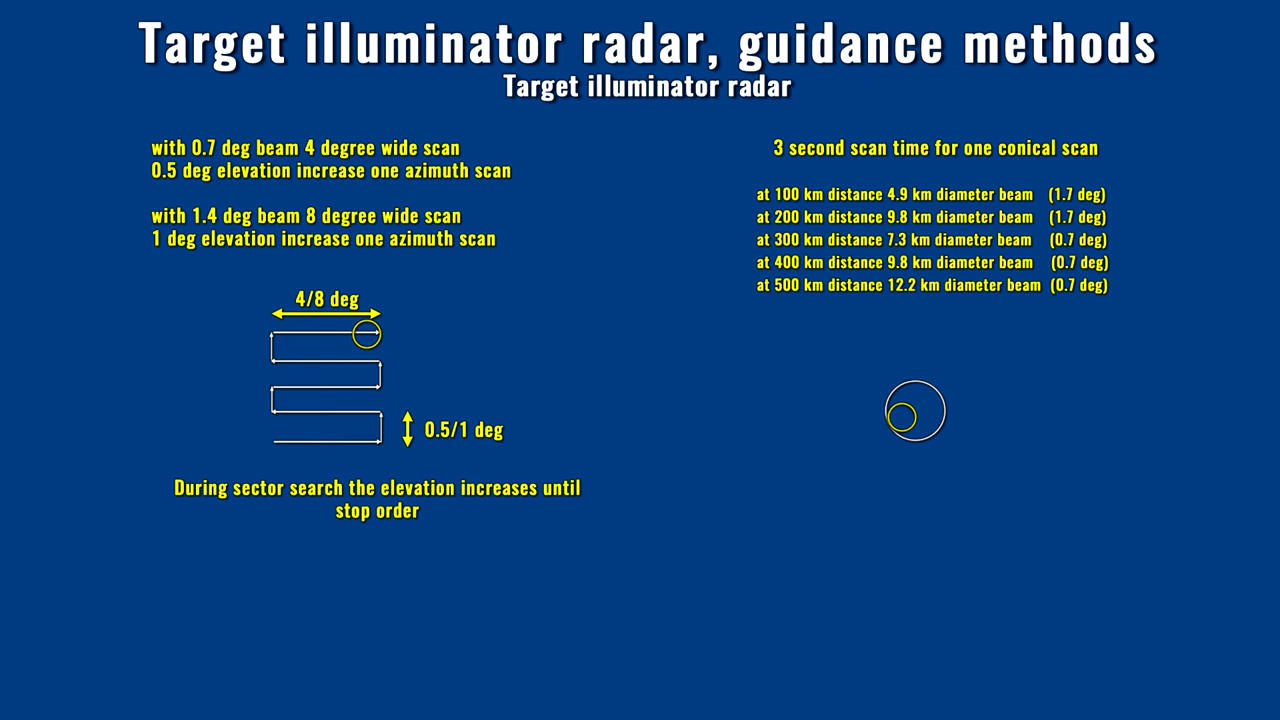 Target illuminator radar, guidance methods
Target illuminator radar
with 0.7 deg beam 4 degree wide scan
0.5 deg elevation increase one azimuth scan
with 1.4 deg beam 8 degree wide scan
1 deg elevation increase one azimuth scan
4/8 deg
0.5/1 deg
During sector search the elevation increases until
stop order
3 second scan time for one conical scan
at 100 km distance 4.9 km diameter beam (1.7 deg)
at 200 km distance 9.8 km diameter beam (1.7 deg)
at 300 km distance 7.3 km diameter beam (0.7 deg)
at 400 km distance 9.8 km diameter beam (0.7 deg)
at 500 km distance 12.2 km diameter beam (0.7 deg)